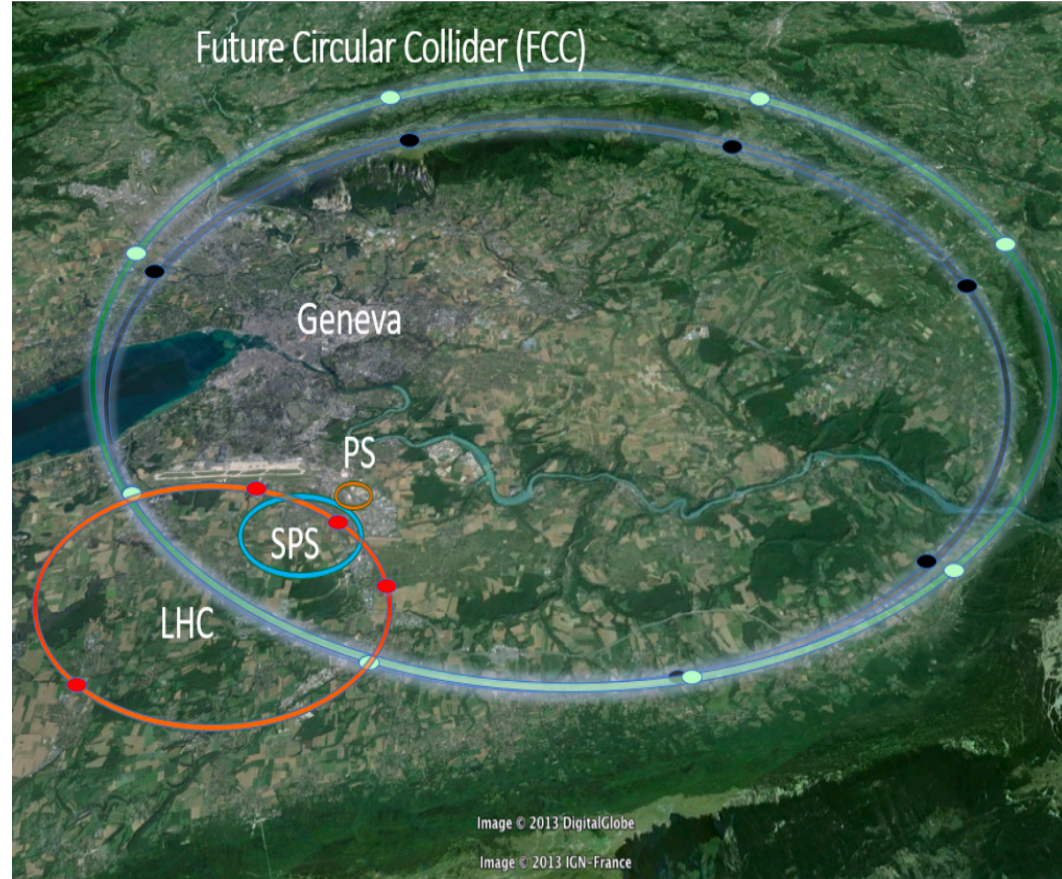 Future Circular Collider (FCC)
Geneva
PS
SPS
LHC
Image © 2013 DigitalGlobe
Image © 2013 IGN-France